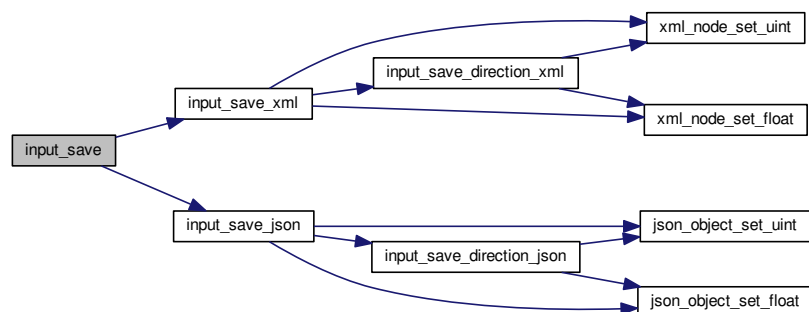 xml_node_set_uint
input_save_direction_xml
input_save_xml
xml_node_set_float
input_save
input_save_json
json_object_set_uint
input_save_direction_json
json_object_set_float